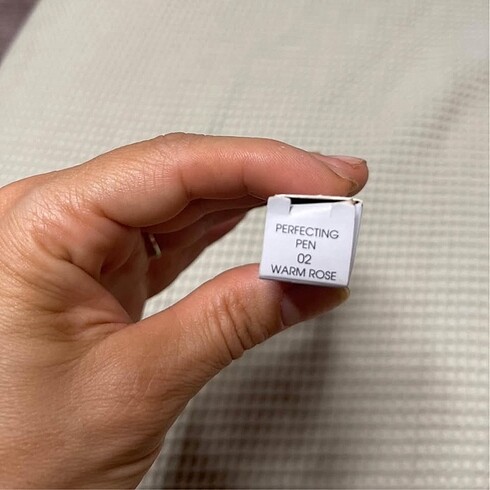 PERFECTING
PEN
02
WARM ROSE